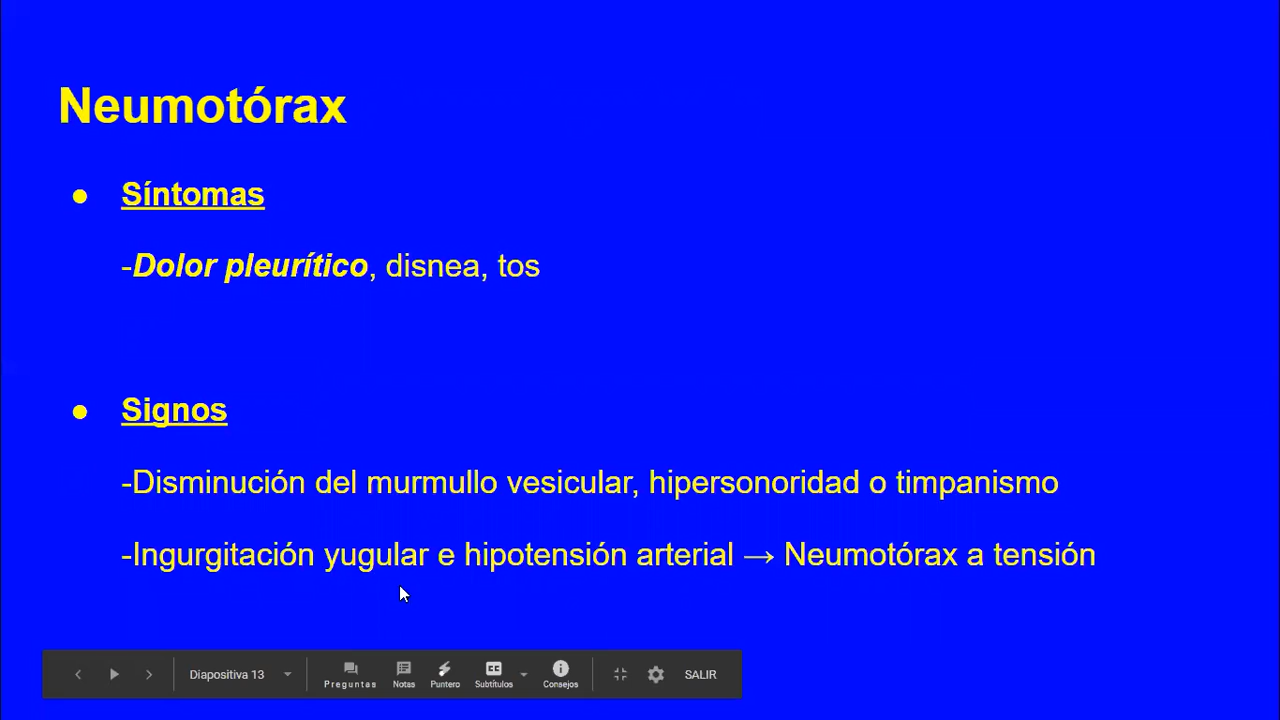 Neumotórax
● Síntomas
-Dolor pleurítico, disnea, tos
● Signos
-Disminución del murmullo vesicular, hipersonoridad o timpanismo
-Ingurgitación yugular e hipotensión arterial → Neumotórax a tensión
Diapositiva 13 Preguntas Notas Puntero CC Subtítulos Consejos SALIR